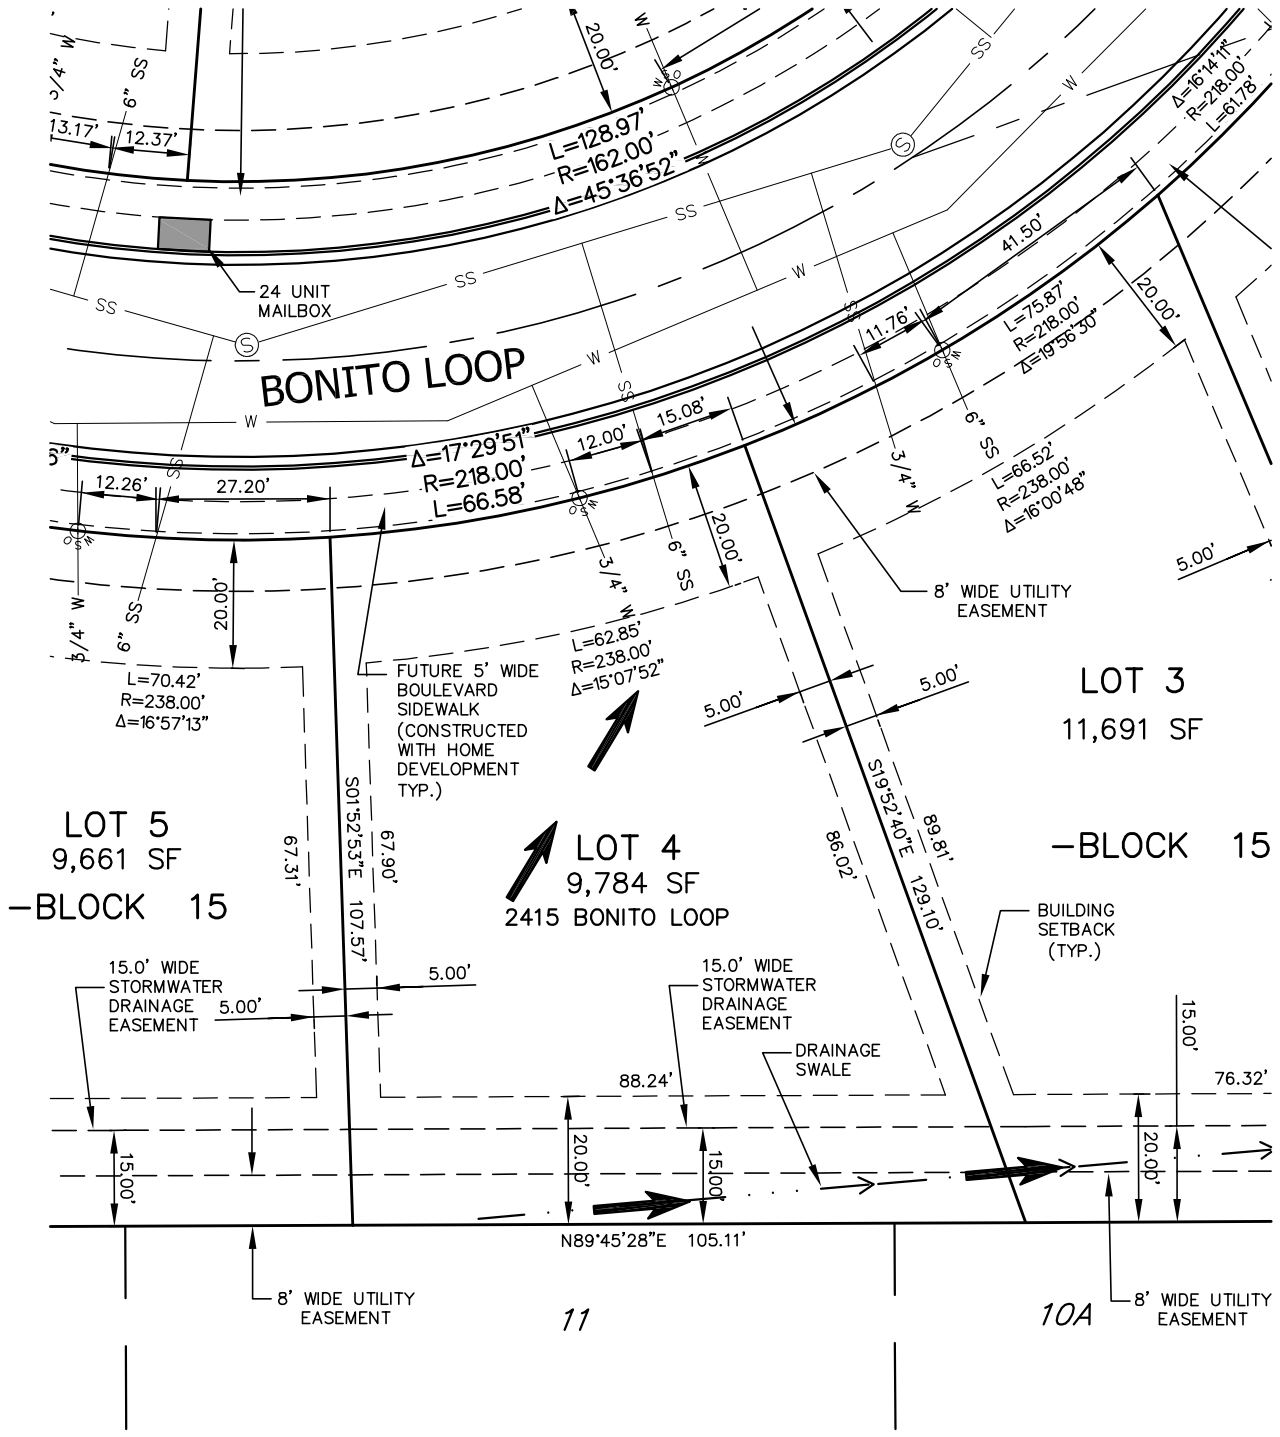 20.00'
W
SS
W
3/4" W
6" SS
13.17'
12.37'
L=128.97'
R=162.00'
Δ=45°36'52"
Δ=16°14'11"
R=218.00'
L=61.78'
S
W
S
O
W
SS
41.50'
24 UNIT
MAILBOX
SS
SS
W
SS
20.00'
L=75.87'
R=218.00'
Δ=19°56'30"
11.76'
S
BONITO LOOP
W
W
SS
W
S
O
15.08'
12.00'
Δ=17°29'51"
R=218.00'
L=66.58'
6"
SS
12.26'
27.20'
6" SS
3/4" W
L=66.52'
R=238.00'
Δ=16°00'48"
W
S
O
W
S
O
20.00'
20.00'
5.00'
3/4" W
6" SS
3/4" W
6" SS
8' WIDE UTILITY
EASEMENT
L=62.85'
R=238.00'
Δ=15°07'52"
L=70.42'
R=238.00'
Δ=16°57'13"
FUTURE 5' WIDE
BOULEVARD
SIDEWALK
(CONSTRUCTED
WITH HOME
DEVELOPMENT
TYP.)
5.00'
5.00'
LOT 3
11,691 SF
LOT 5
9,661 SF
-BLOCK 15
67.31'
S01°52'53"E 107.57'
67.90'
LOT 4
9,784 SF
2415 BONITO LOOP
86.02'
S19°52'40"E 129.10'
89.81'
-BLOCK 15
BUILDING
SETBACK
(TYP.)
15.0' WIDE
STORMWATER
DRAINAGE
EASEMENT
5.00'
5.00'
15.0' WIDE
STORMWATER
DRAINAGE
EASEMENT
DRAINAGE
SWALE
15.00'
88.24'
76.32'
15.00'
20.00'
15.00'
20.00'
N89°45'28"E 105.11'
8' WIDE UTILITY
EASEMENT
11
10A
8' WIDE UTILITY
EASEMENT